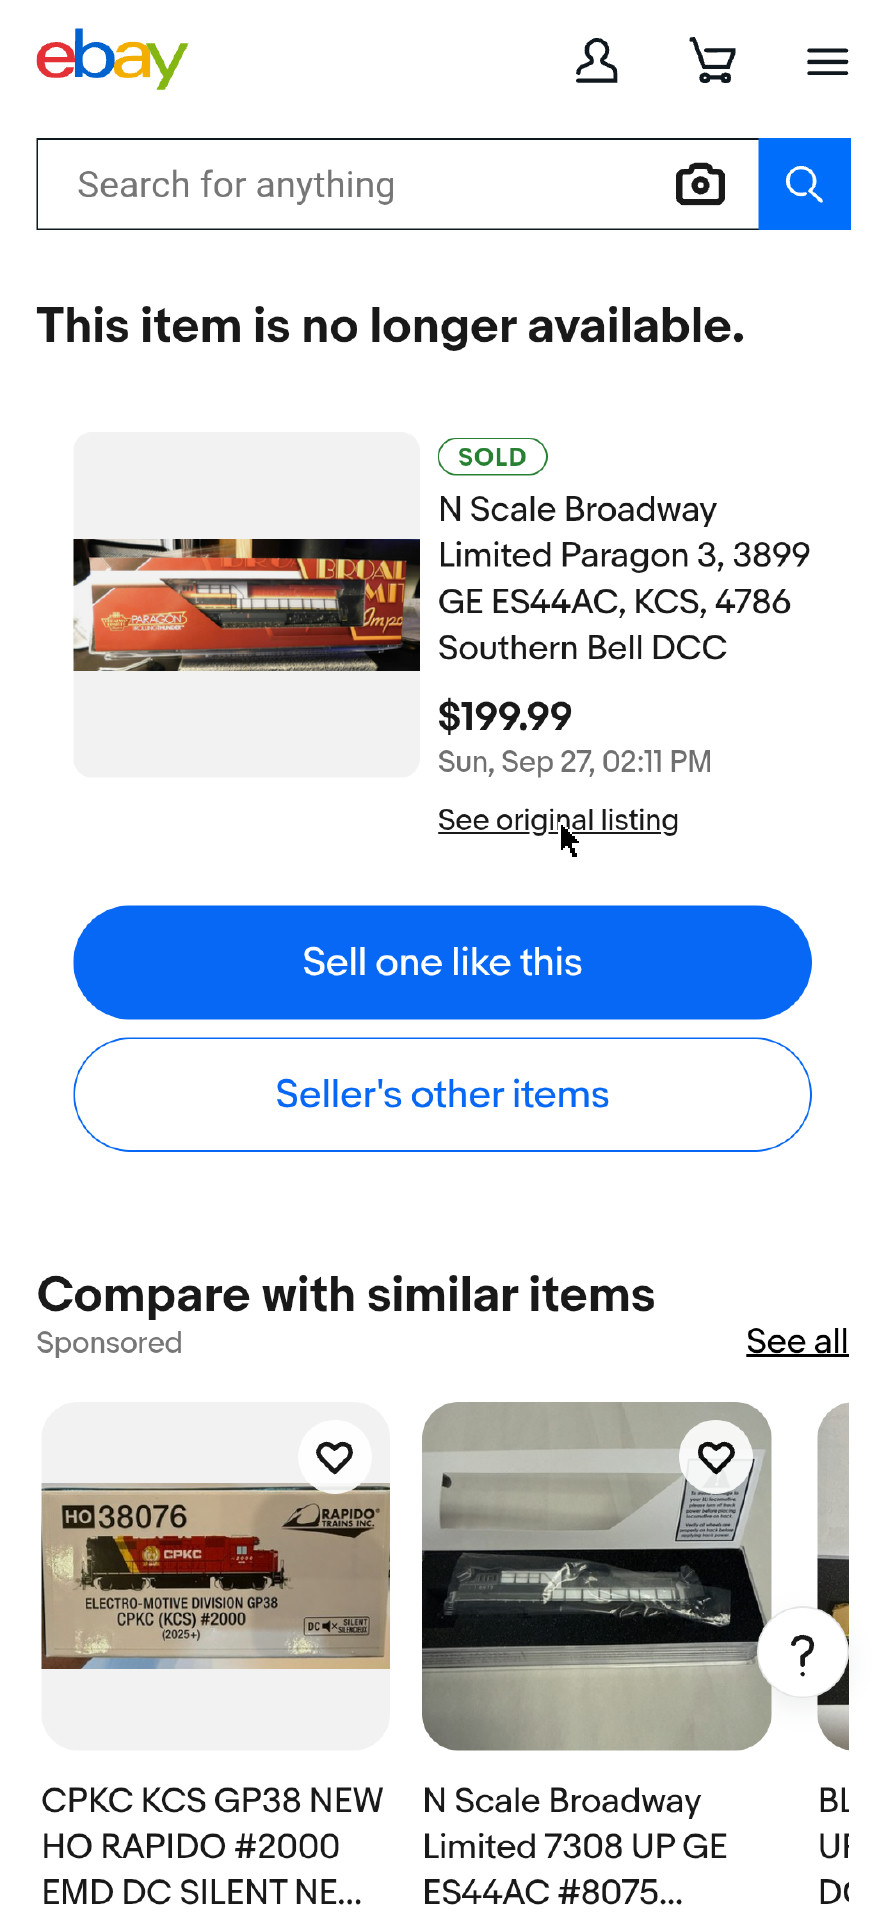 ebay
Search for anything
This item is no longer available.
SOLD
N Scale Broadway
Limited Paragon 3, 3899
GE ES44AC, KCS, 4786
Southern Bell DCC
$199.99
Sun, Sep 27, 02:11 PM
See original listing
PARAGON3
Sell one like this
Seller's other items
Compare with similar items
Sponsored
See all
HO 38076
RAPIDO
TRAINS INC.
CPKC
ELECTRO-MOTIVE DIVISION GP38
CPKC (KCS) #2000
(2025+)
DC
SILENT
?
CPKC KCS GP38 NEW
HO RAPIDO #2000
EMD DC SILENT NE...
N Scale Broadway
Limited 7308 UP GE
ES44AC #8075...